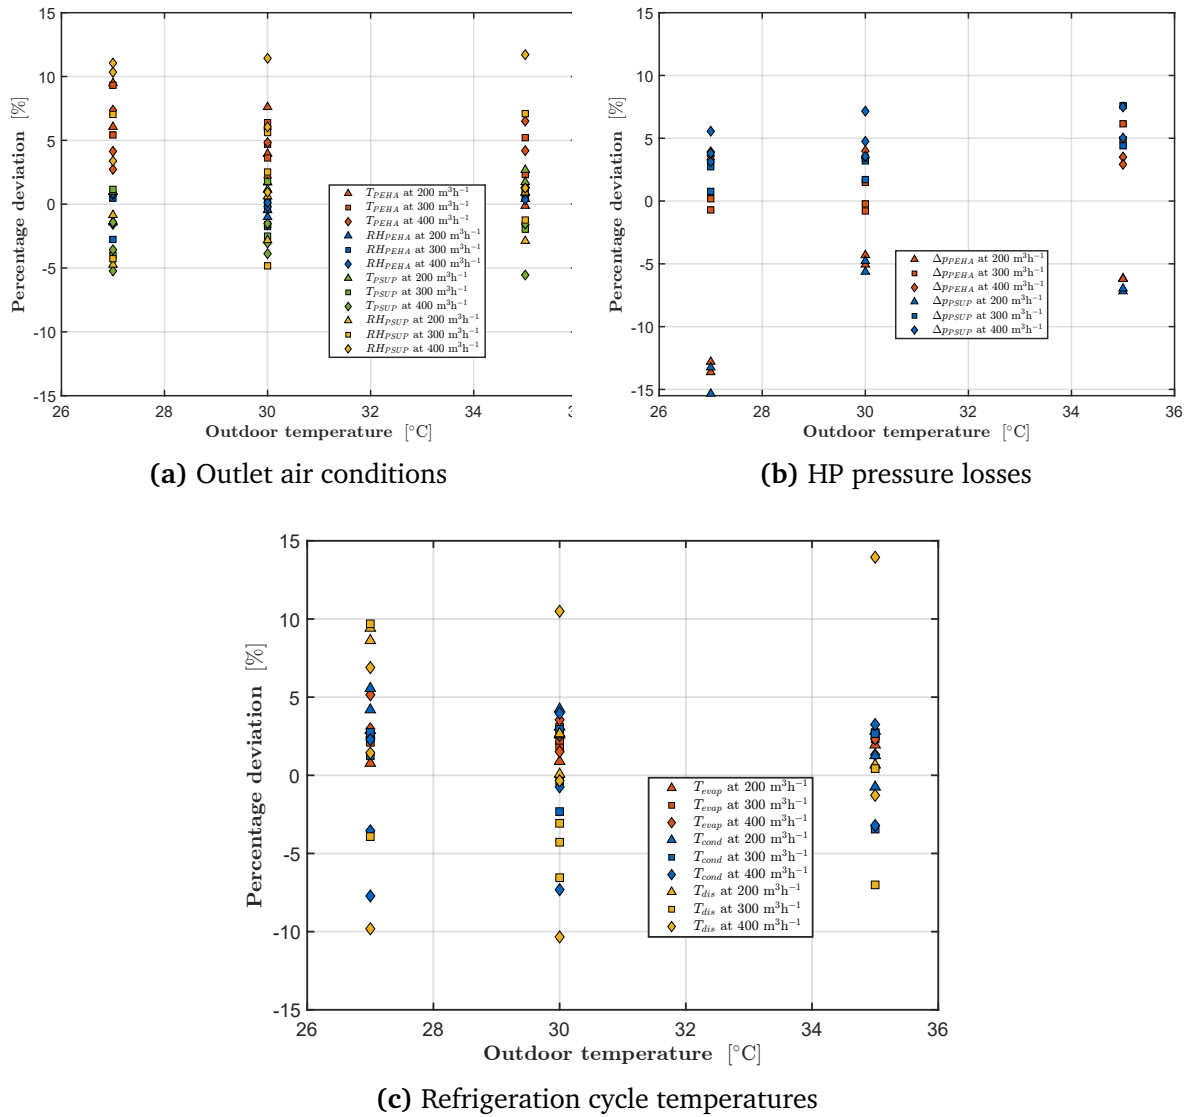 15
10
5
0
-5
-10
-15
26
28
30
32
34
3
Percentage deviation [%]
Outdoor temperature [°C]
T_PEHA at 200 m³h⁻¹
T_PEHA at 300 m³h⁻¹
T_PEHA at 400 m³h⁻¹
RH_PEHA at 200 m³h⁻¹
RH_PEHA at 300 m³h⁻¹
RH_PEHA at 400 m³h⁻¹
T_PSUP at 200 m³h⁻¹
T_PSUP at 300 m³h⁻¹
T_PSUP at 400 m³h⁻¹
RH_PSUP at 200 m³h⁻¹
RH_PSUP at 300 m³h⁻¹
RH_PSUP at 400 m³h⁻¹
(a) Outlet air conditions
15
10
5
0
-5
-10
-15
26
28
30
32
34
36
Percentage deviation [%]
Outdoor temperature [°C]
Δp_PEHA at 200 m³h⁻¹
Δp_PEHA at 300 m³h⁻¹
Δp_PEHA at 400 m³h⁻¹
Δp_PSUP at 200 m³h⁻¹
Δp_PSUP at 300 m³h⁻¹
Δp_PSUP at 400 m³h⁻¹
(b) HP pressure losses
15
10
5
0
-5
-10
-15
26
28
30
32
34
36
Percentage deviation [%]
Outdoor temperature [°C]
T_evap at 200 m³h⁻¹
T_evap at 300 m³h⁻¹
T_evap at 400 m³h⁻¹
T_cond at 200 m³h⁻¹
T_cond at 300 m³h⁻¹
T_cond at 400 m³h⁻¹
T_dis at 200 m³h⁻¹
T_dis at 300 m³h⁻¹
T_dis at 400 m³h⁻¹
(c) Refrigeration cycle temperatures